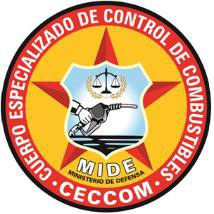 CUERPO ESPECIALIZADO DE CONTROL DE COMBUSTIBLES
MIDE
MINISTERIO DE DEFENSA
· CECCOM ·